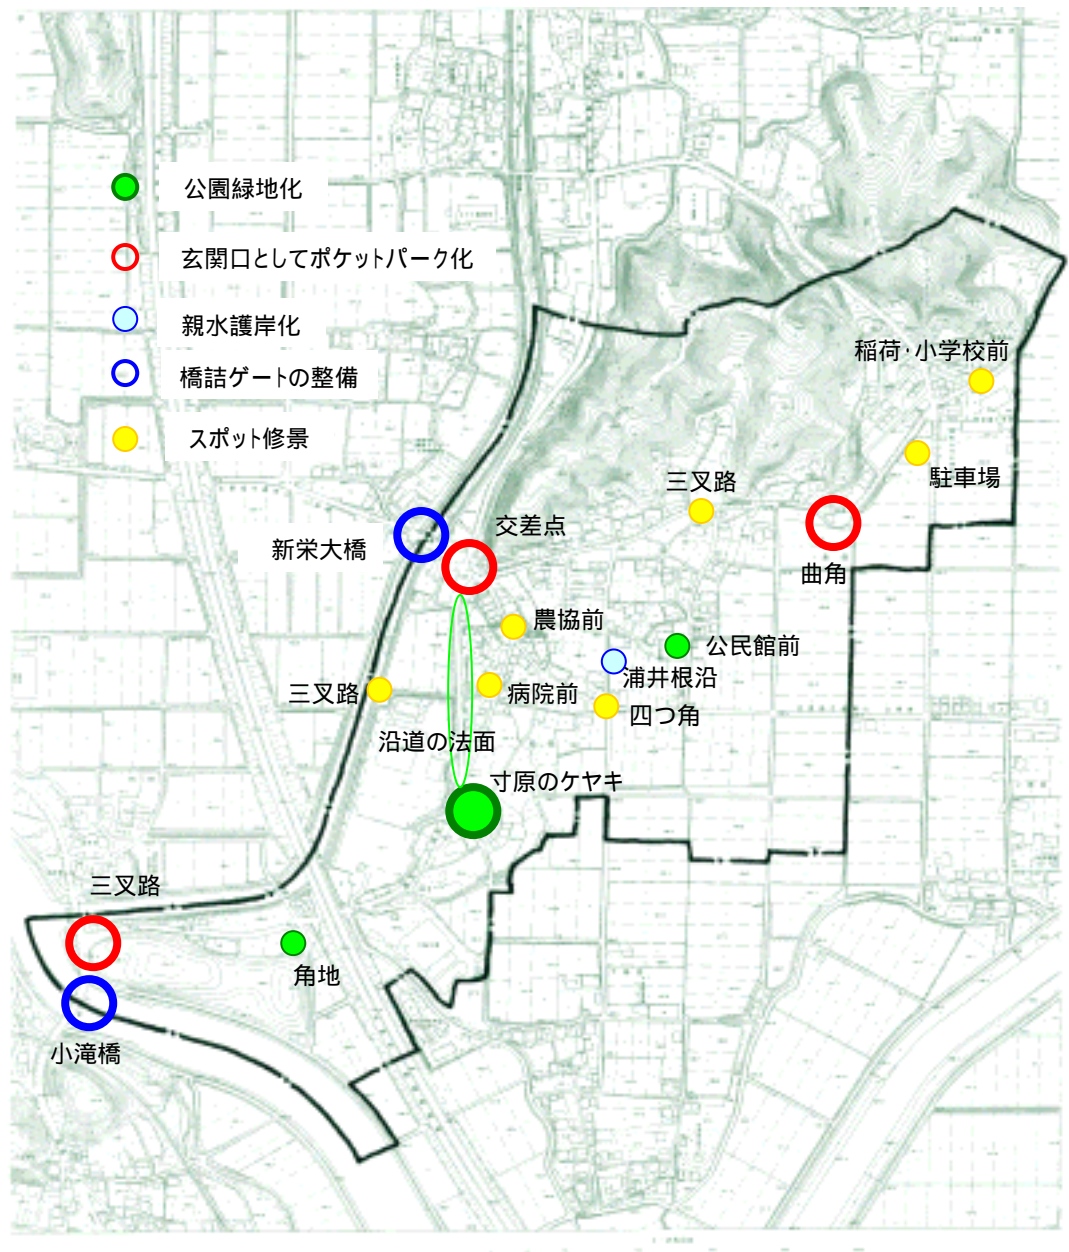 公園緑地化
玄関口としてポケットパーク化
親水護岸化
橋詰ゲートの整備
スポット修景
稲荷・小学校前
駐車場
三叉路
曲角
交差点
新栄大橋
農協前
公民館前
浦井根沿
三叉路
病院前
四つ角
沿道の法面
寸原のケヤキ
三叉路
角地
小滝橋